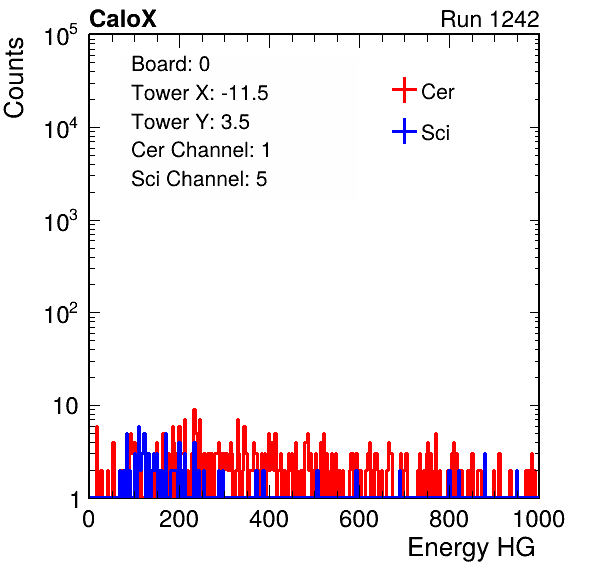 CaloX Run 1242
Counts
Board: 0
Tower X: -11.5
Tower Y: 3.5
Cer Channel: 1
Sci Channel: 5
Cer
Sci
10^5
10^4
10^3
10^2
10
1
0 200 400 600 800 1000
Energy HG